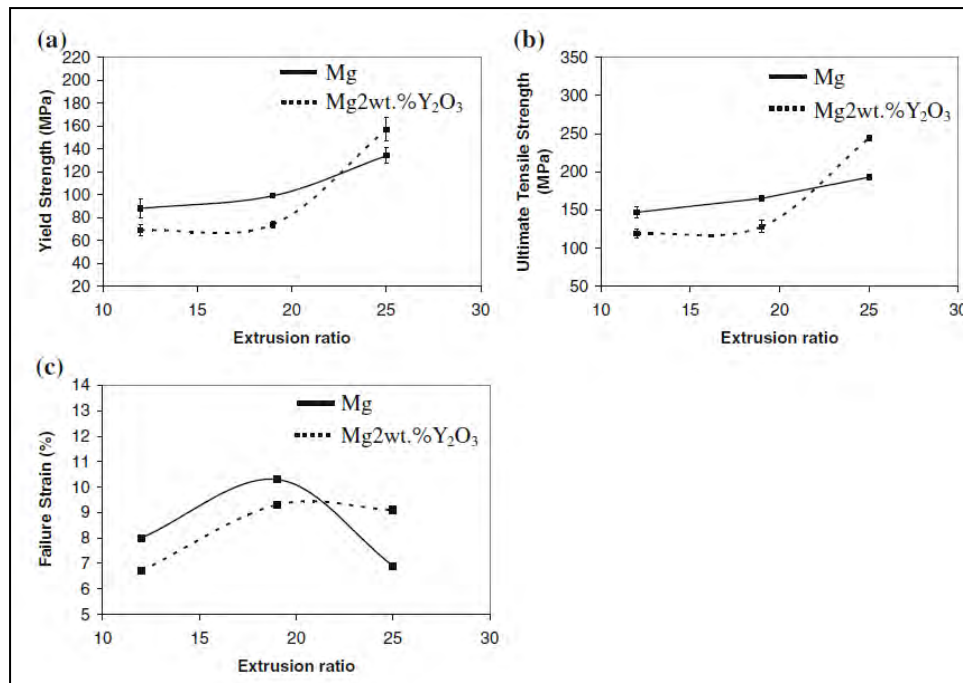 (a)
220
200
180
160
140
120
100
80
60
40
20
Yield Strength (MPa)
Mg
Mg2wt.%Y₂O₃
10 15 20 25 30
Extrusion ratio
(b)
350
300
250
200
150
100
50
Ultimate Tensile Strength
(MPa)
Mg
Mg2wt.%Y₂O₃
10 15 20 25 30
Extrusion ratio
(c)
14
13
12
11
10
9
8
7
6
5
Failure Strain (%)
Mg
Mg2wt.%Y₂O₃
10 15 20 25 30
Extrusion ratio